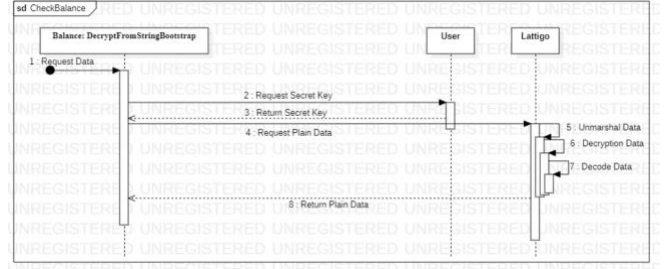 sd CheckBalance
Balance: DecryptFromStringBootstrap
User
Lattigo
1 : Request Data
2 : Request Secret Key
3 : Return Secret Key
4 : Request Plain Data
5 : Unmarshal Data
6 : Decryption Data
7 : Decode Data
8 : Return Plain Data